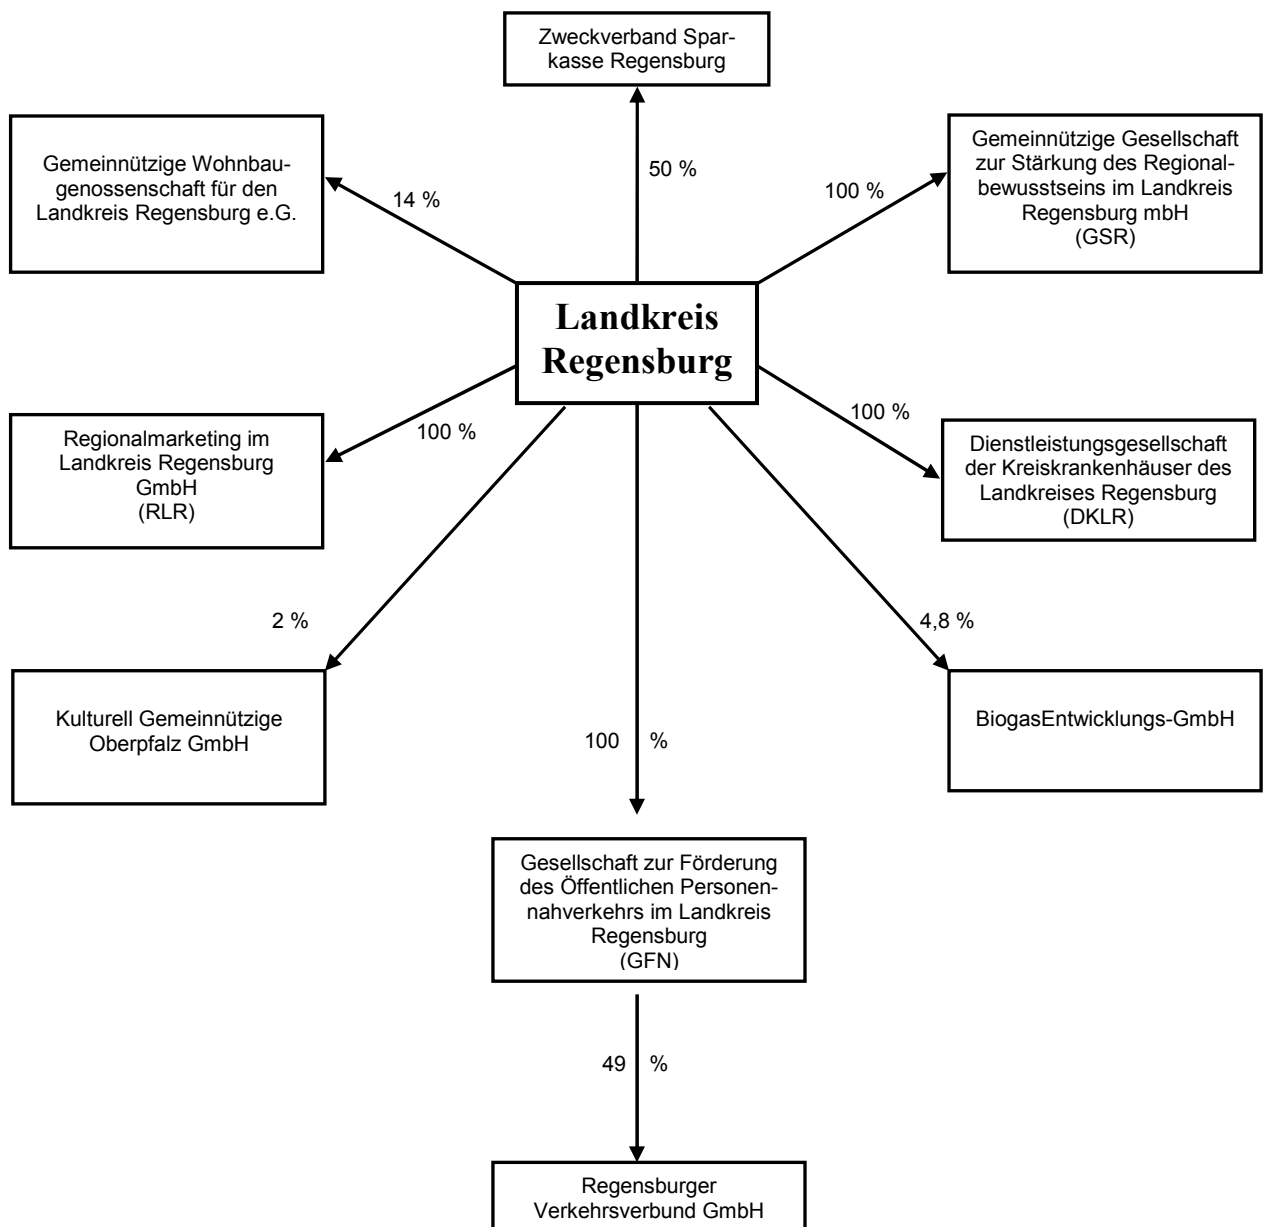 Zweckverband Spar-
kasse Regensburg
Gemeinnützige Wohnbau-
genossenschaft für den
Landkreis Regensburg e.G.
14 %
50 %
100 %
Gemeinnützige Gesellschaft
zur Stärkung des Regional-
bewusstseins im Landkreis
Regensburg mbH
(GSR)
Landkreis
Regensburg
Regionalmarketing im
Landkreis Regensburg
GmbH
(RLR)
100 %
100 %
Dienstleistungsgesellschaft
der Kreiskrankenhäuser des
Landkreises Regensburg
(DKLR)
2 %
4,8 %
Kulturell Gemeinnützige
Oberpfalz GmbH
100 %
BiogasEntwicklungs-GmbH
Gesellschaft zur Förderung
des Öffentlichen Personen-
nahverkehrs im Landkreis
Regensburg
(GFN)
49 %
Regensburger
Verkehrsverbund GmbH